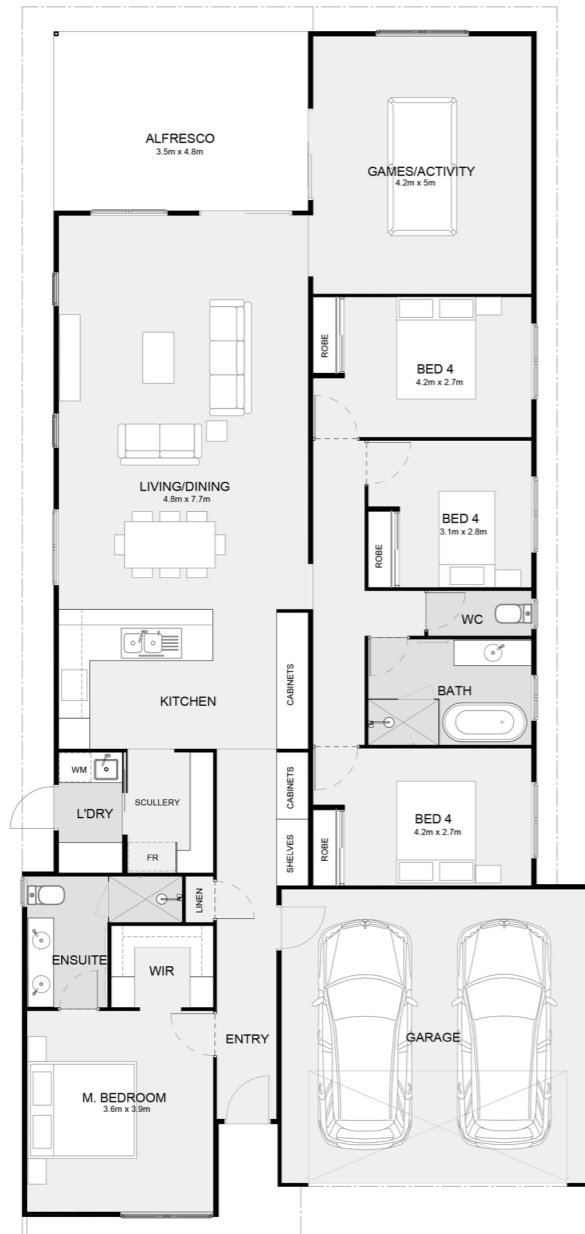 ALFRESCO
3.5m x 4.8m
GAMES/ACTIVITY
4.2m x 5m
ROBE
BED 4
4.2m x 2.7m
LIVING/DINING
4.8m x 7.7m
BED 4
3.1m x 2.8m
ROBE
WC
CABINETS
KITCHEN
BATH
WM
L'DRY
SCULLERY
FR
CABINETS
SHELVES
ROBE
BED 4
4.2m x 2.7m
LINEN
ENSUITE
WIR
ENTRY
GARAGE
M. BEDROOM
3.6m x 3.9m